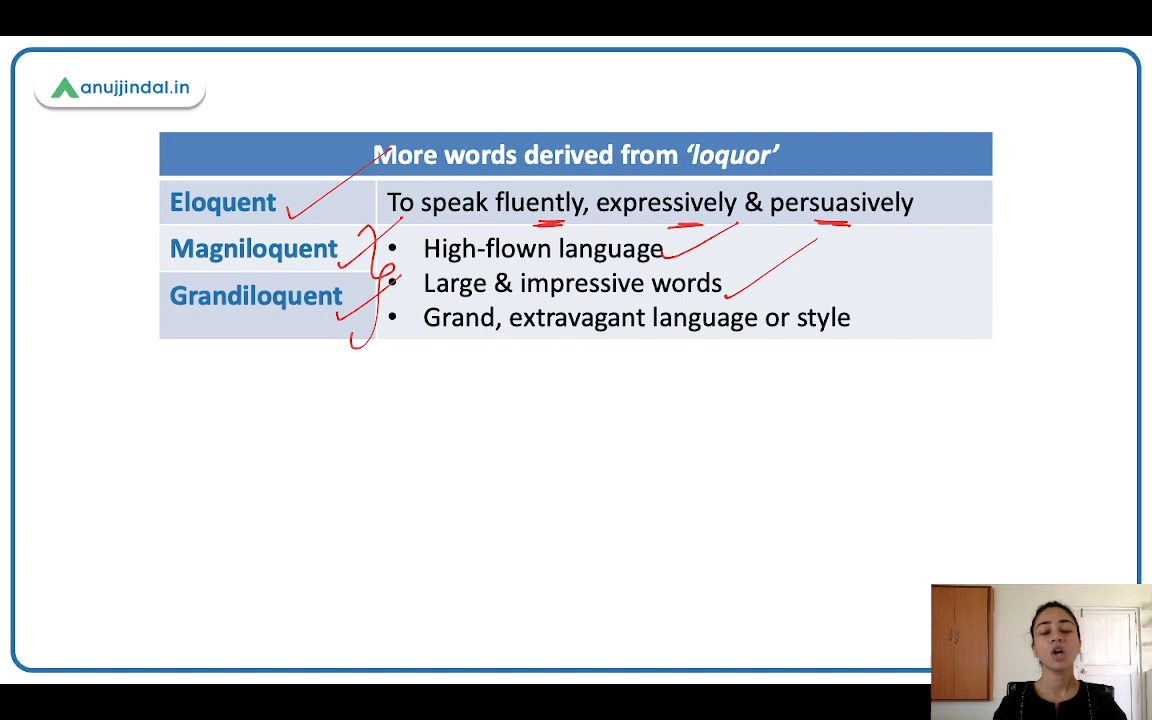 anujjindal.in
More words derived from ‘loquor’
Eloquent To speak fluently, expressively & persuasively
Magniloquent
Grandiloquent
• High-flown language
• Large & impressive words
• Grand, extravagant language or style